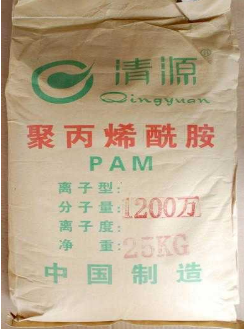 清源®
Qingyuan
聚丙烯酰胺
PAM
离子型:
分子量:1200万
离子度:
净 重:25KG
中国制造